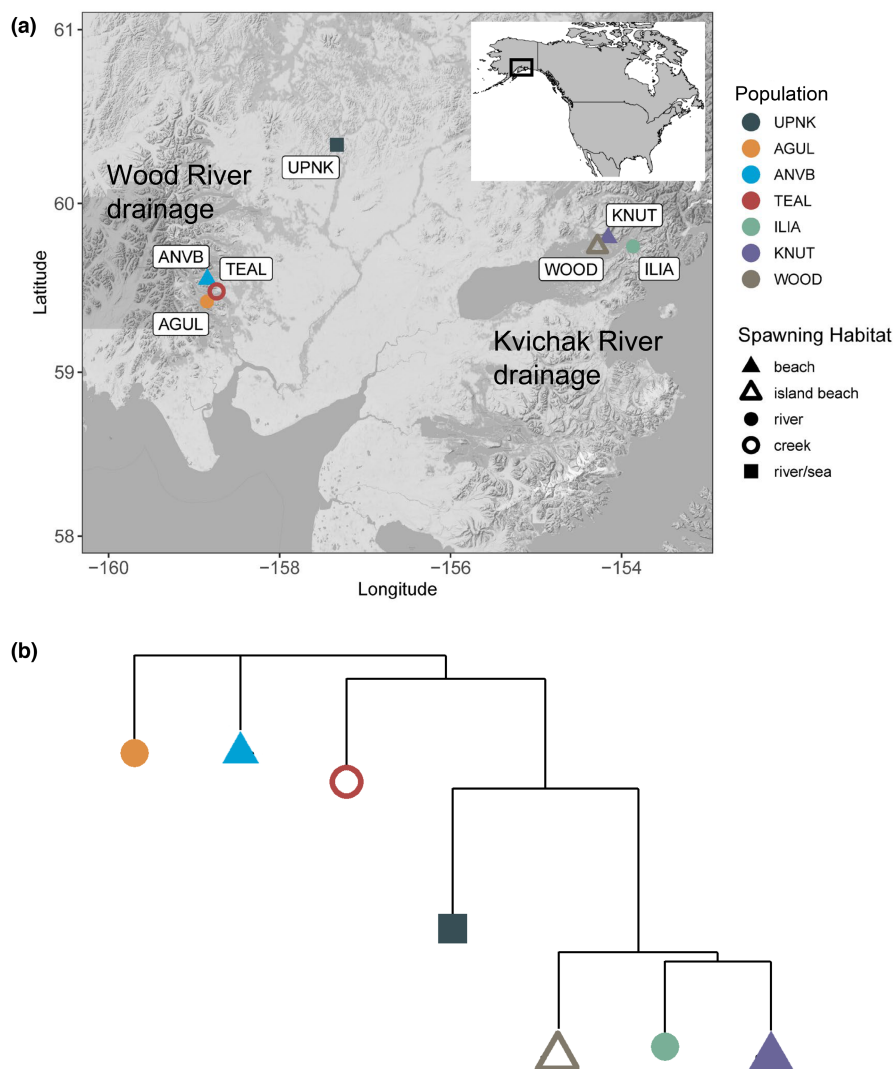 (a)
61
60
59
58
Latitude
−160
−158
−156
−154
Longitude
Wood River
drainage
UPNK
ANVB
TEAL
AGUL
KNUT
WOOD
ILIA
Kvichak River
drainage
Population
UPNK
AGUL
ANVB
TEAL
ILIA
KNUT
WOOD
Spawning Habitat
beach
island beach
river
creek
river/sea
(b)